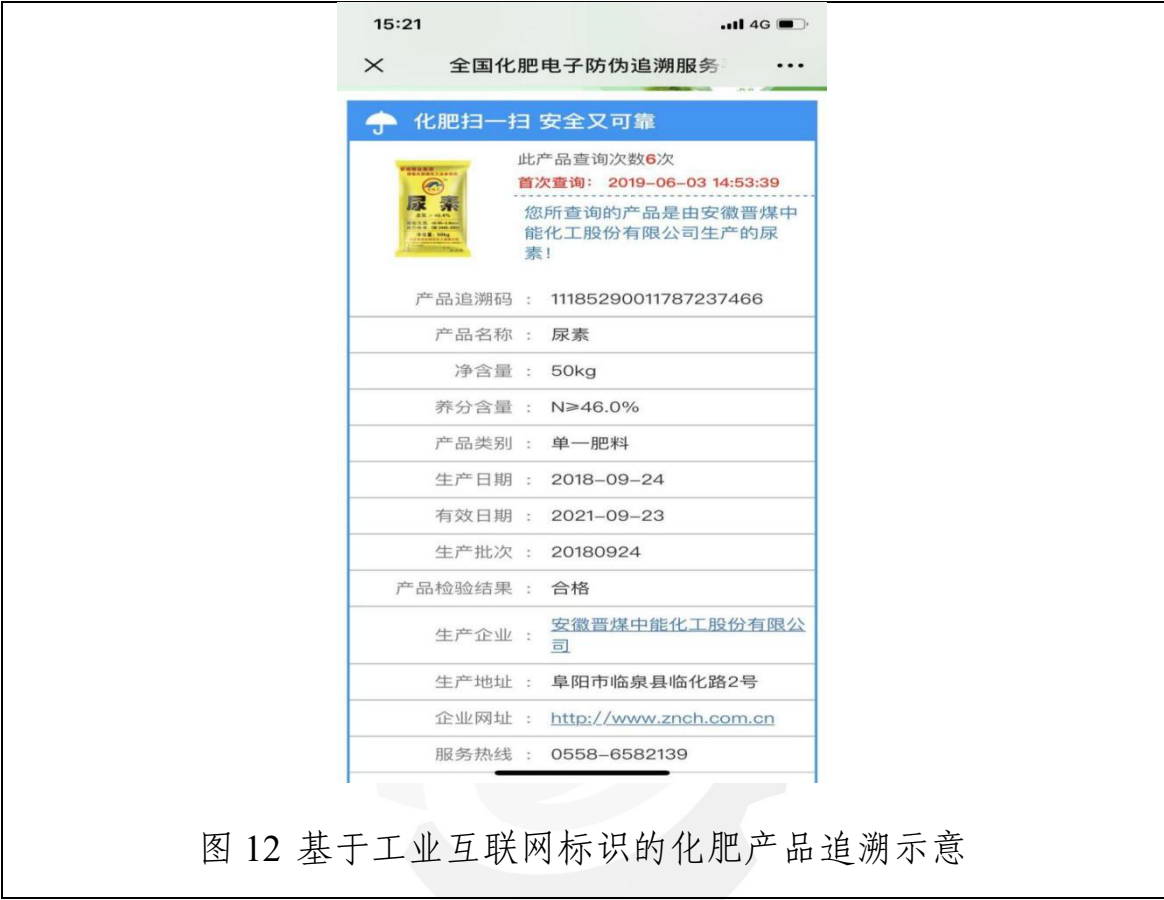 15:21 4G
全国化肥电子防伪追溯服务
化肥扫一扫 安全又可靠
此产品查询次数6次
首次查询： 2019-06-03 14:53:39
您所查询的产品是由安徽晋煤中
能化工股份有限公司生产的尿
素！
尿素
产品追溯码 ： 11185290011787237466
产品名称 ： 尿素
净含量 ： 50kg
养分含量 ： N≥46.0%
产品类别 ： 单一肥料
生产日期 ： 2018-09-24
有效日期 ： 2021-09-23
生产批次 ： 20180924
产品检验结果 ： 合格
生产企业 ： 安徽晋煤中能化工股份有限公
司
生产地址 ： 阜阳市临泉县临化路2号
企业网址 ： http://www.znch.com.cn
服务热线 ： 0558-6582139
图 12 基于工业互联网标识的化肥产品追溯示意